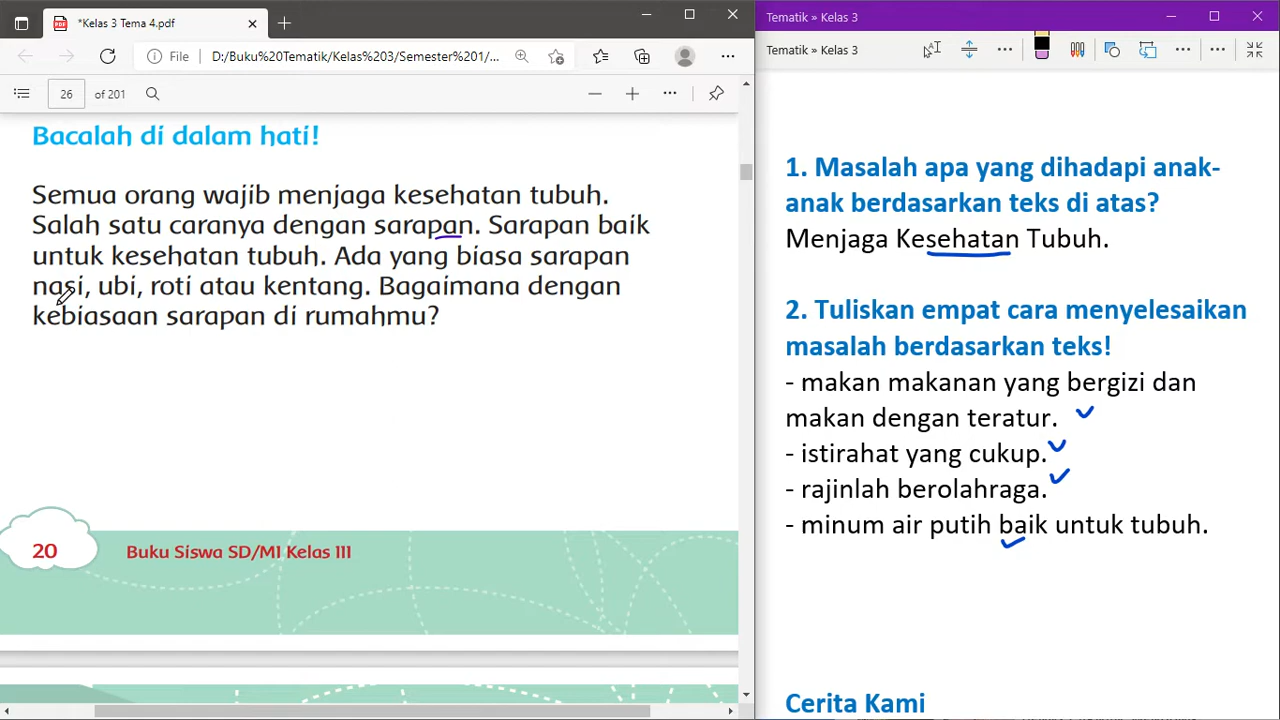 *Kelas 3 Tema 4.pdf
File
D:/Buku%20Tematik/Kelas%203/Semester%201/...
26
of 201
Bacalah di dalam hati!
Semua orang wajib menjaga kesehatan tubuh.
Salah satu caranya dengan sarapan. Sarapan baik
untuk kesehatan tubuh. Ada yang biasa sarapan
nasi, ubi, roti atau kentang. Bagaimana dengan
kebiasaan sarapan di rumahmu?
20
Buku Siswa SD/MI Kelas III
Tematik » Kelas 3
Tematik » Kelas 3
1. Masalah apa yang dihadapi anak-
anak berdasarkan teks di atas?
Menjaga Kesehatan Tubuh.
2. Tuliskan empat cara menyelesaikan
masalah berdasarkan teks!
- makan makanan yang bergizi dan
makan dengan teratur.
- istirahat yang cukup.
- rajinlah berolahraga.
- minum air putih baik untuk tubuh.
Cerita Kami